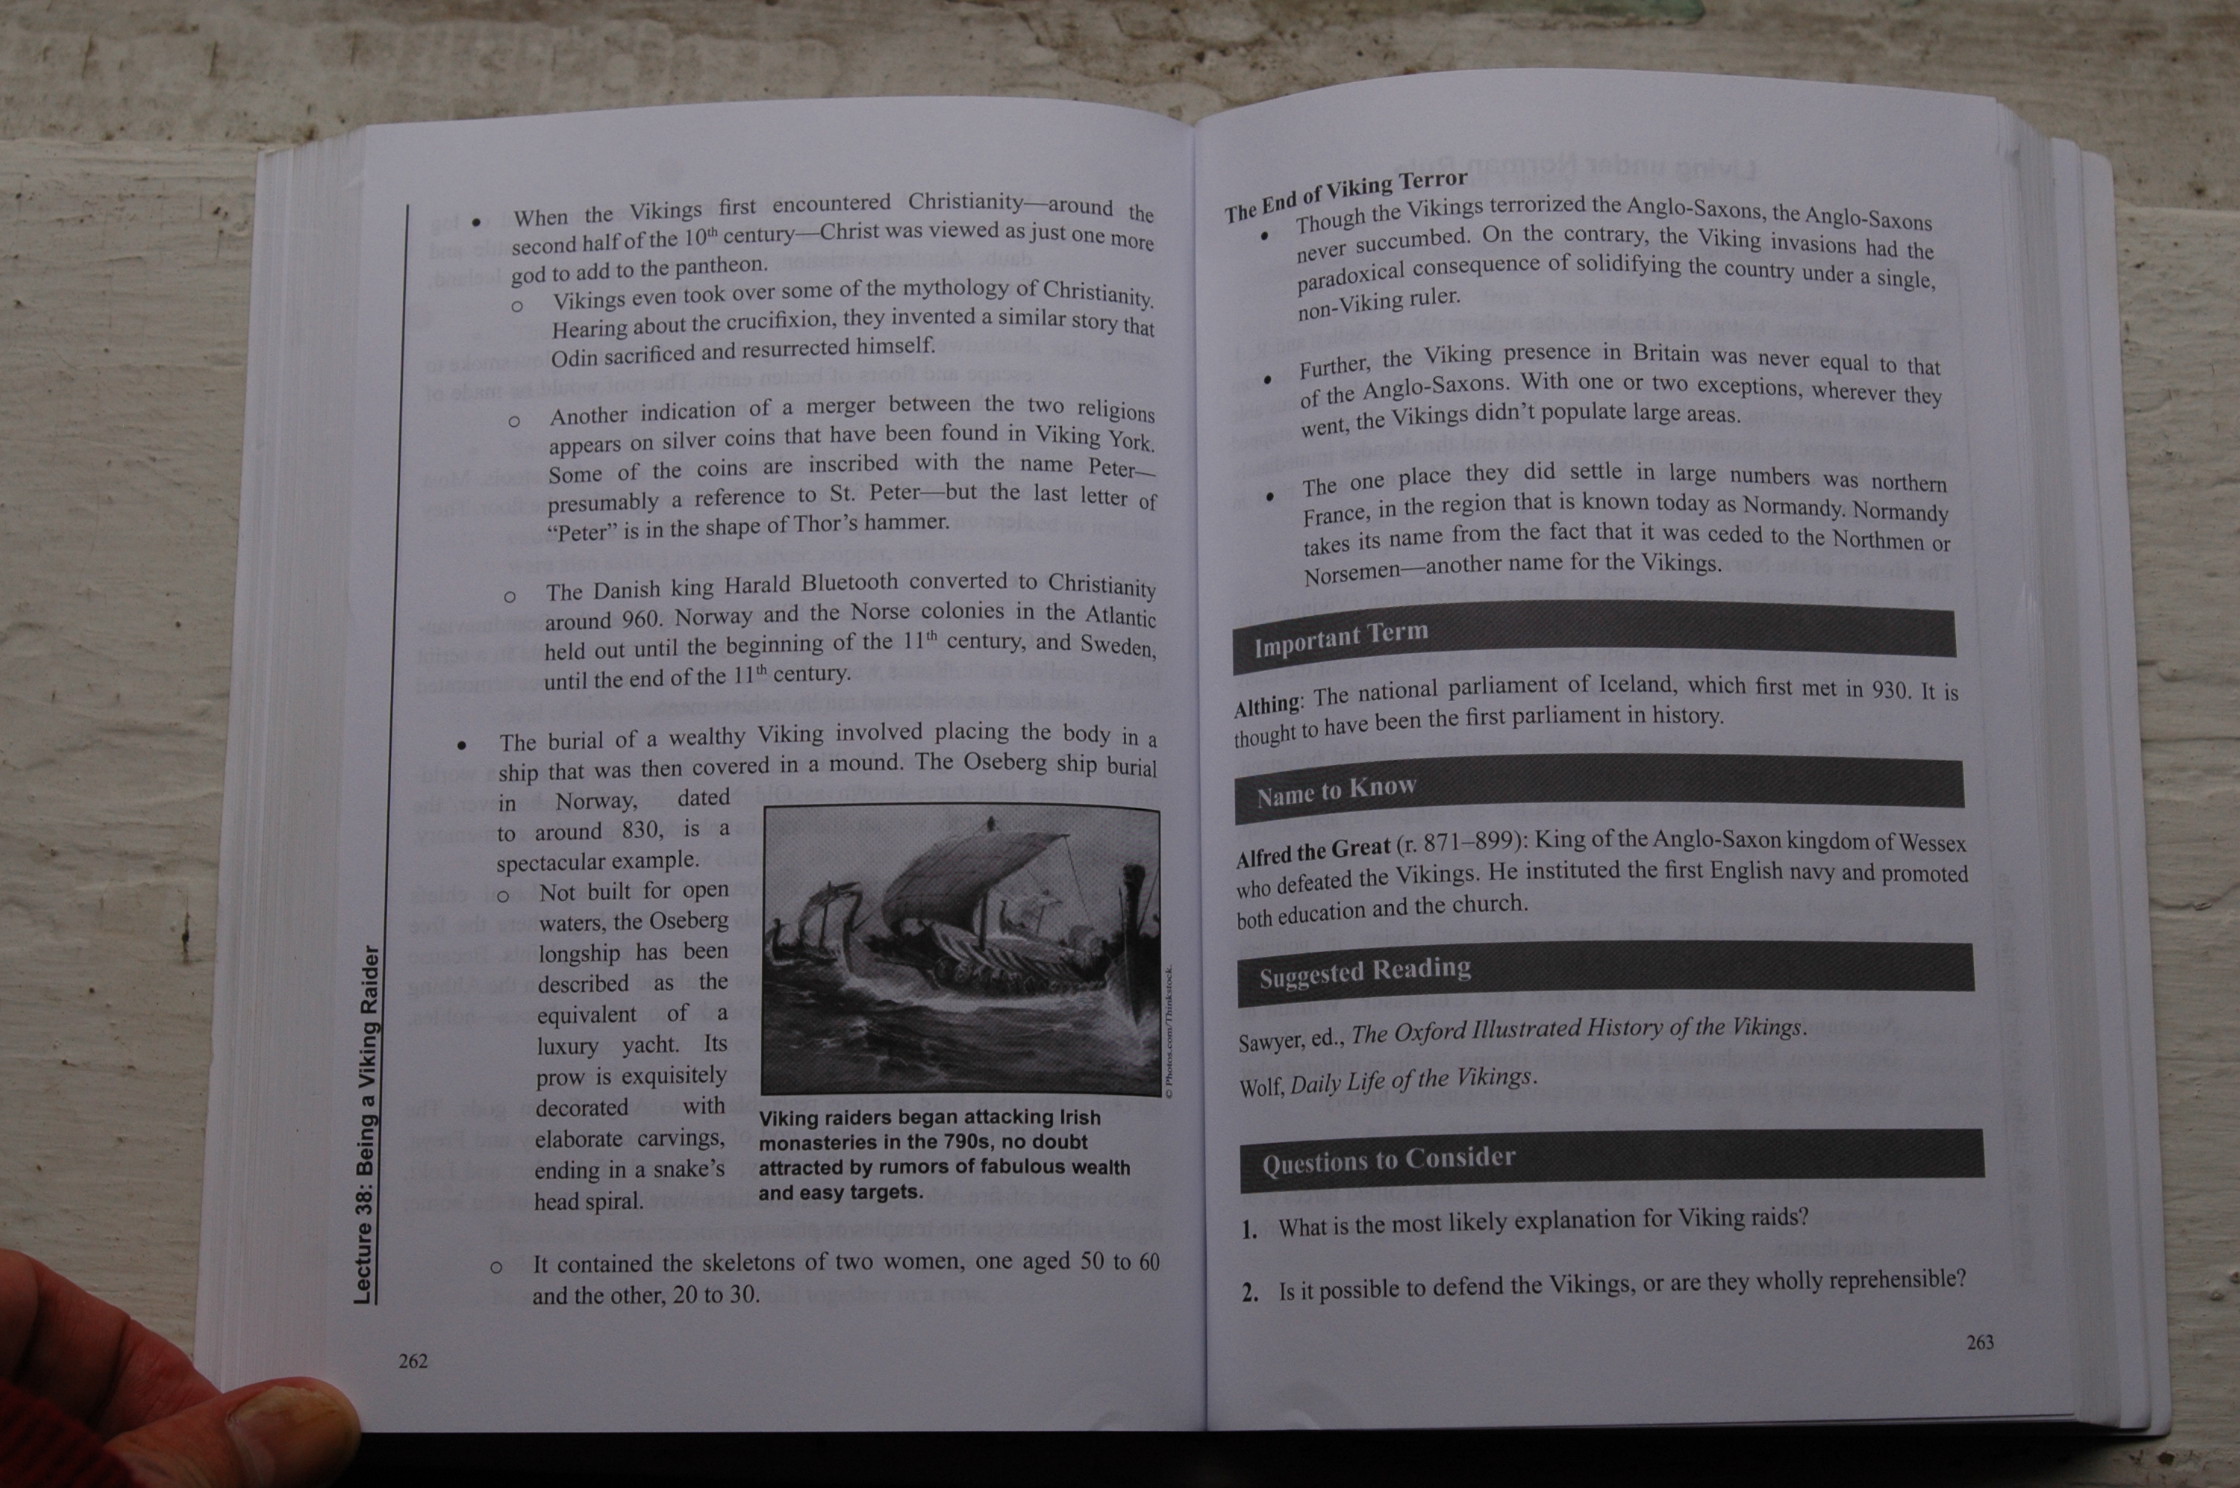 Lecture 38: Being a Viking Raider
• When the Vikings first encountered Christianity—around the
second half of the 10th century—Christ was viewed as just one more
god to add to the pantheon.
o Vikings even took over some of the mythology of Christianity.
Hearing about the crucifixion, they invented a similar story that
Odin sacrificed and resurrected himself.
o Another indication of a merger between the two religions
appears on silver coins that have been found in Viking York.
Some of the coins are inscribed with the name Peter—
presumably a reference to St. Peter—but the last letter of
“Peter” is in the shape of Thor’s hammer.
o The Danish king Harald Bluetooth converted to Christianity
around 960. Norway and the Norse colonies in the Atlantic
held out until the beginning of the 11th century, and Sweden,
until the end of the 11th century.
• The burial of a wealthy Viking involved placing the body in a
ship that was then covered in a mound. The Oseberg ship burial
in Norway, dated
to around 830, is a
spectacular example.
o Not built for open
waters, the Oseberg
longship has been
described as the
equivalent of a
luxury yacht. Its
prow is exquisitely
decorated with
elaborate carvings,
ending in a snake’s
head spiral.
© Photos.com/Thinkstock.
Viking raiders began attacking Irish
monasteries in the 790s, no doubt
attracted by rumors of fabulous wealth
and easy targets.
o It contained the skeletons of two women, one aged 50 to 60
and the other, 20 to 30.
262
The End of Viking Terror
• Though the Vikings terrorized the Anglo-Saxons, the Anglo-Saxons
never succumbed. On the contrary, the Viking invasions had the
paradoxical consequence of solidifying the country under a single,
non-Viking ruler.
• Further, the Viking presence in Britain was never equal to that
of the Anglo-Saxons. With one or two exceptions, wherever they
went, the Vikings didn’t populate large areas.
• The one place they did settle in large numbers was northern
France, in the region that is known today as Normandy. Normandy
takes its name from the fact that it was ceded to the Northmen or
Norsemen—another name for the Vikings.
Important Term
Althing: The national parliament of Iceland, which first met in 930. It is
thought to have been the first parliament in history.
Name to Know
Alfred the Great (r. 871–899): King of the Anglo-Saxon kingdom of Wessex
who defeated the Vikings. He instituted the first English navy and promoted
both education and the church.
Suggested Reading
Sawyer, ed., The Oxford Illustrated History of the Vikings.
Wolf, Daily Life of the Vikings.
Questions to Consider
1. What is the most likely explanation for Viking raids?
2. Is it possible to defend the Vikings, or are they wholly reprehensible?
263